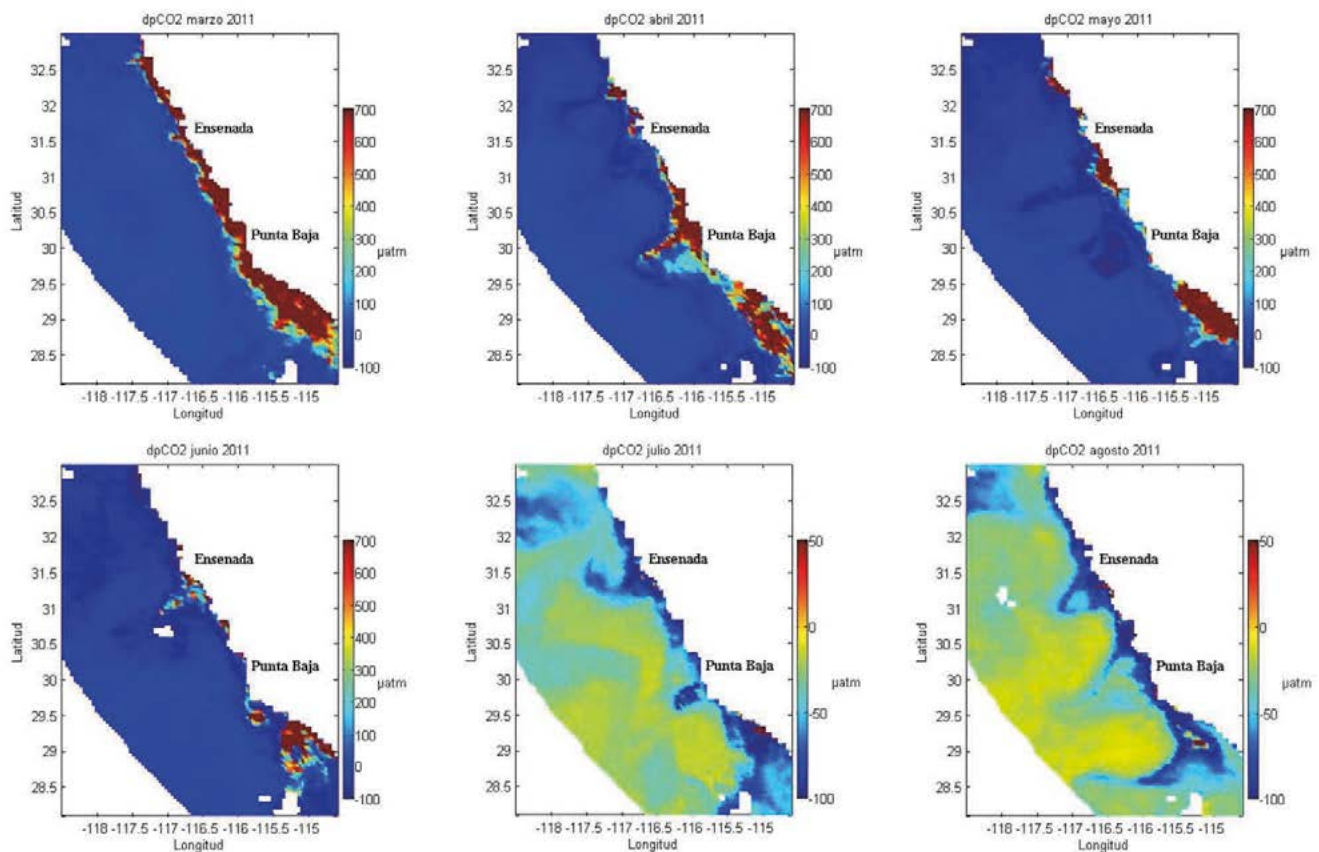 dpCO2 marzo 2011
32.5
32
31.5
31
30.5
30
29.5
29
28.5
Latitud
Ensenada
Punta Baja
700
600
500
400
300
200
100
0
-100
µatm
-118 -117.5 -117 -116.5 -116 -115.5 -115
Longitud
dpCO2 abril 2011
32.5
32
31.5
31
30.5
30
29.5
29
28.5
Latitud
Ensenada
Punta Baja
700
600
500
400
300
200
100
0
-100
µatm
-118 -117.5 -117 -116.5 -116 -115.5 -115
Longitud
dpCO2 mayo 2011
32.5
32
31.5
31
30.5
30
29.5
29
28.5
Latitud
Ensenada
Punta Baja
700
600
500
400
300
200
100
0
-100
µatm
-118 -117.5 -117 -116.5 -116 -115.5 -115
Longitud
dpCO2 junio 2011
32.5
32
31.5
31
30.5
30
29.5
29
28.5
Latitud
Ensenada
Punta Baja
700
600
500
400
300
200
100
0
-100
µatm
-118 -117.5 -117 -116.5 -116 -115.5 -115
Longitud
dpCO2 julio 2011
32.5
32
31.5
31
30.5
30
29.5
29
28.5
Latitud
Ensenada
Punta Baja
50
0
-50
-100
µatm
-118 -117.5 -117 -116.5 -116 -115.5 -115
Longitud
dpCO2 agosto 2011
32.5
32
31.5
31
30.5
30
29.5
29
28.5
Latitud
Ensenada
Punta Baja
50
0
-50
-100
µatm
-118 -117.5 -117 -116.5 -116 -115.5 -115
Longitud